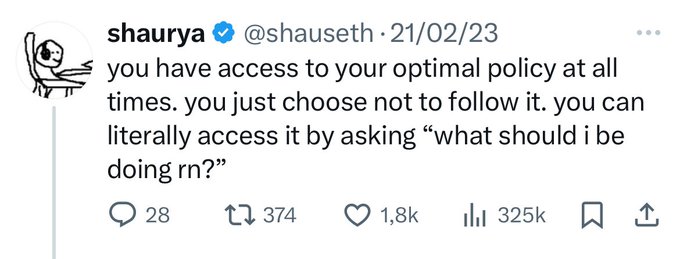 shaurya @shauseth · 21/02/23
you have access to your optimal policy at all
times. you just choose not to follow it. you can
literally access it by asking “what should i be
doing rn?”
28 374 1,8k 325k